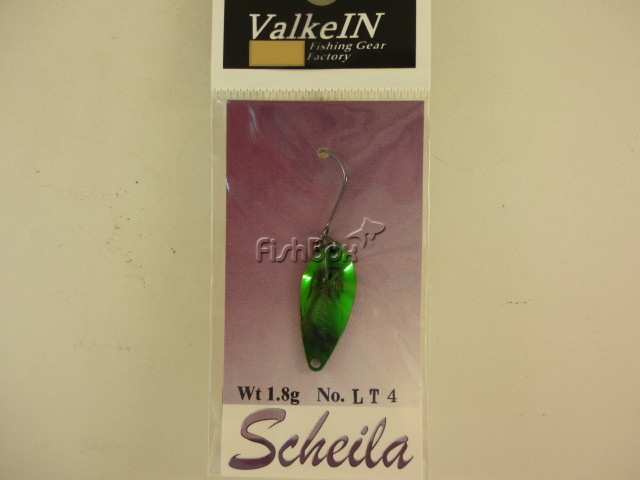 ValkeIN
Fishing Gear
Factory
FishBox
Wt 1.8g No. L T 4
Scheila